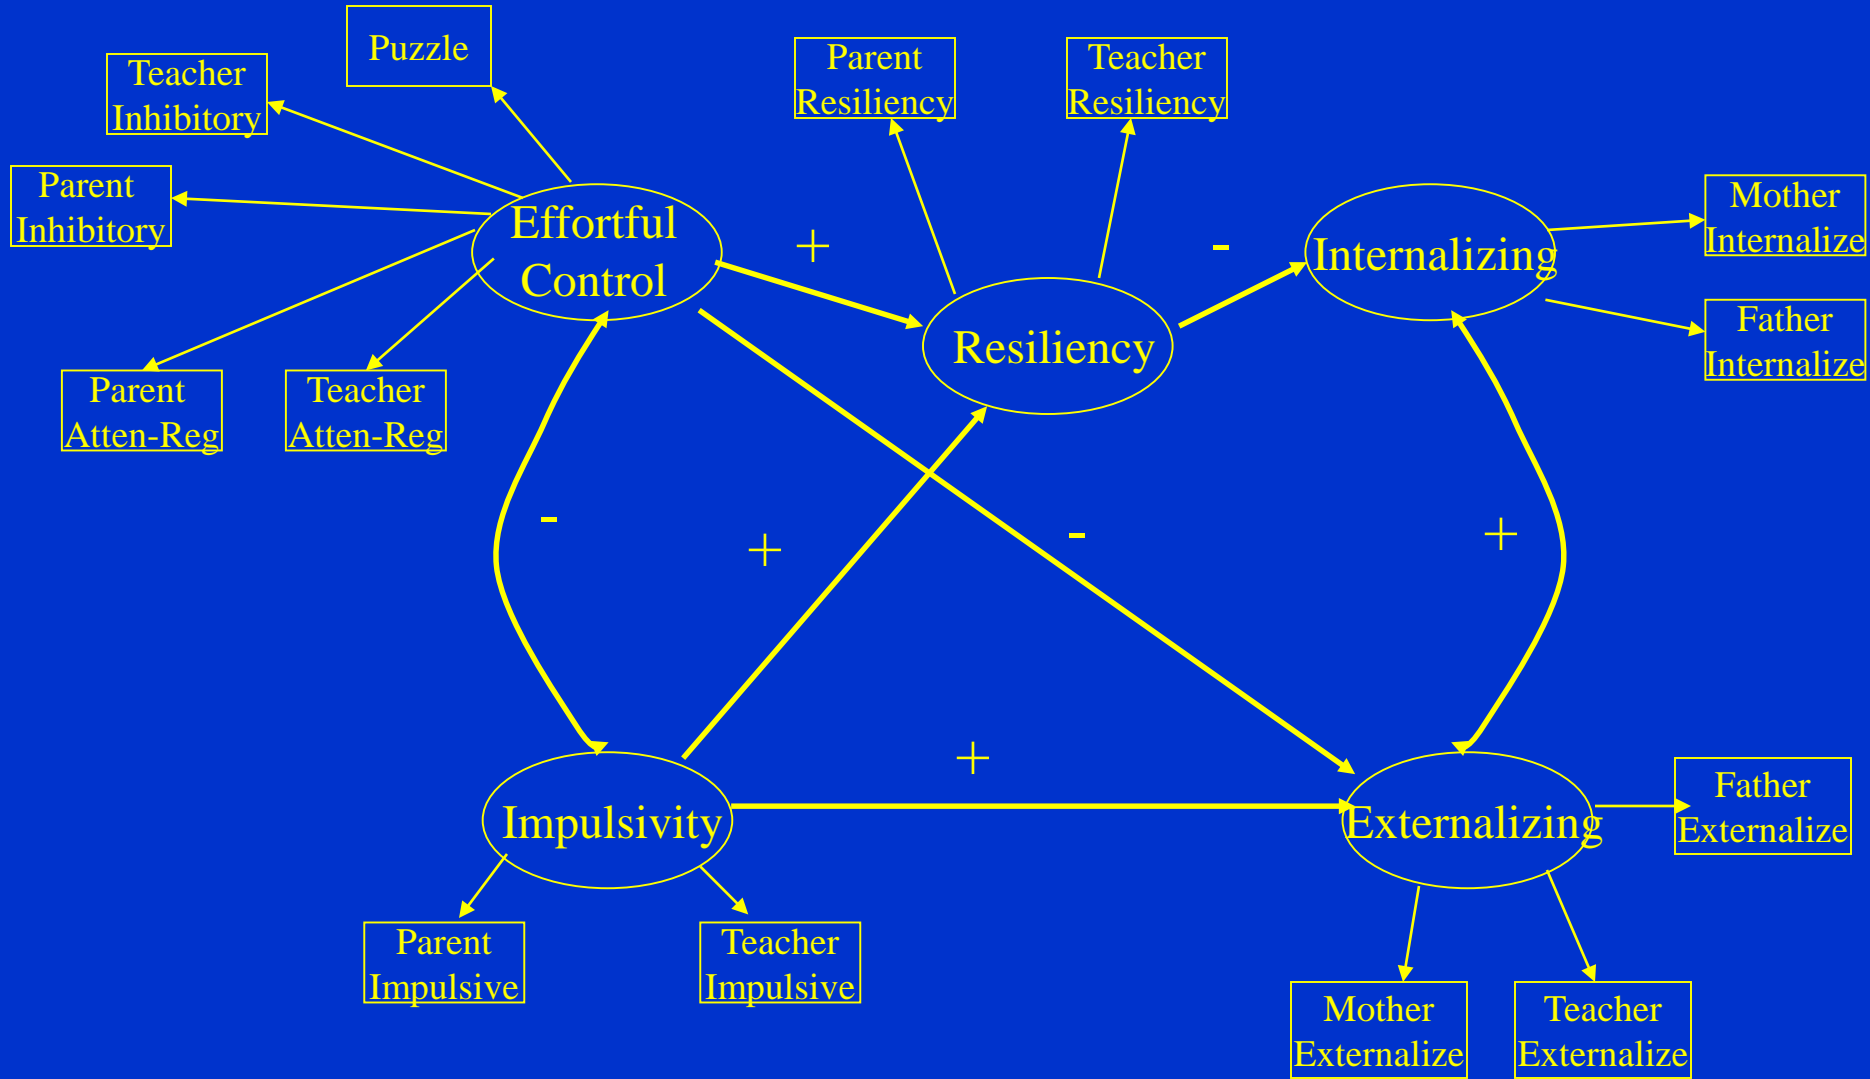 Puzzle
Teacher
Inhibitory
Parent
Resiliency
Teacher
Resiliency
Parent
Inhibitory
Mother
Internalize
Effortful
Control
+
-
Internalizing
Resiliency
Father
Internalize
Parent
Atten-Reg
Teacher
Atten-Reg
-
+
-
+
+
Impulsivity
Externalizing
Father
Externalize
Parent
Impulsive
Teacher
Impulsive
Mother
Externalize
Teacher
Externalize